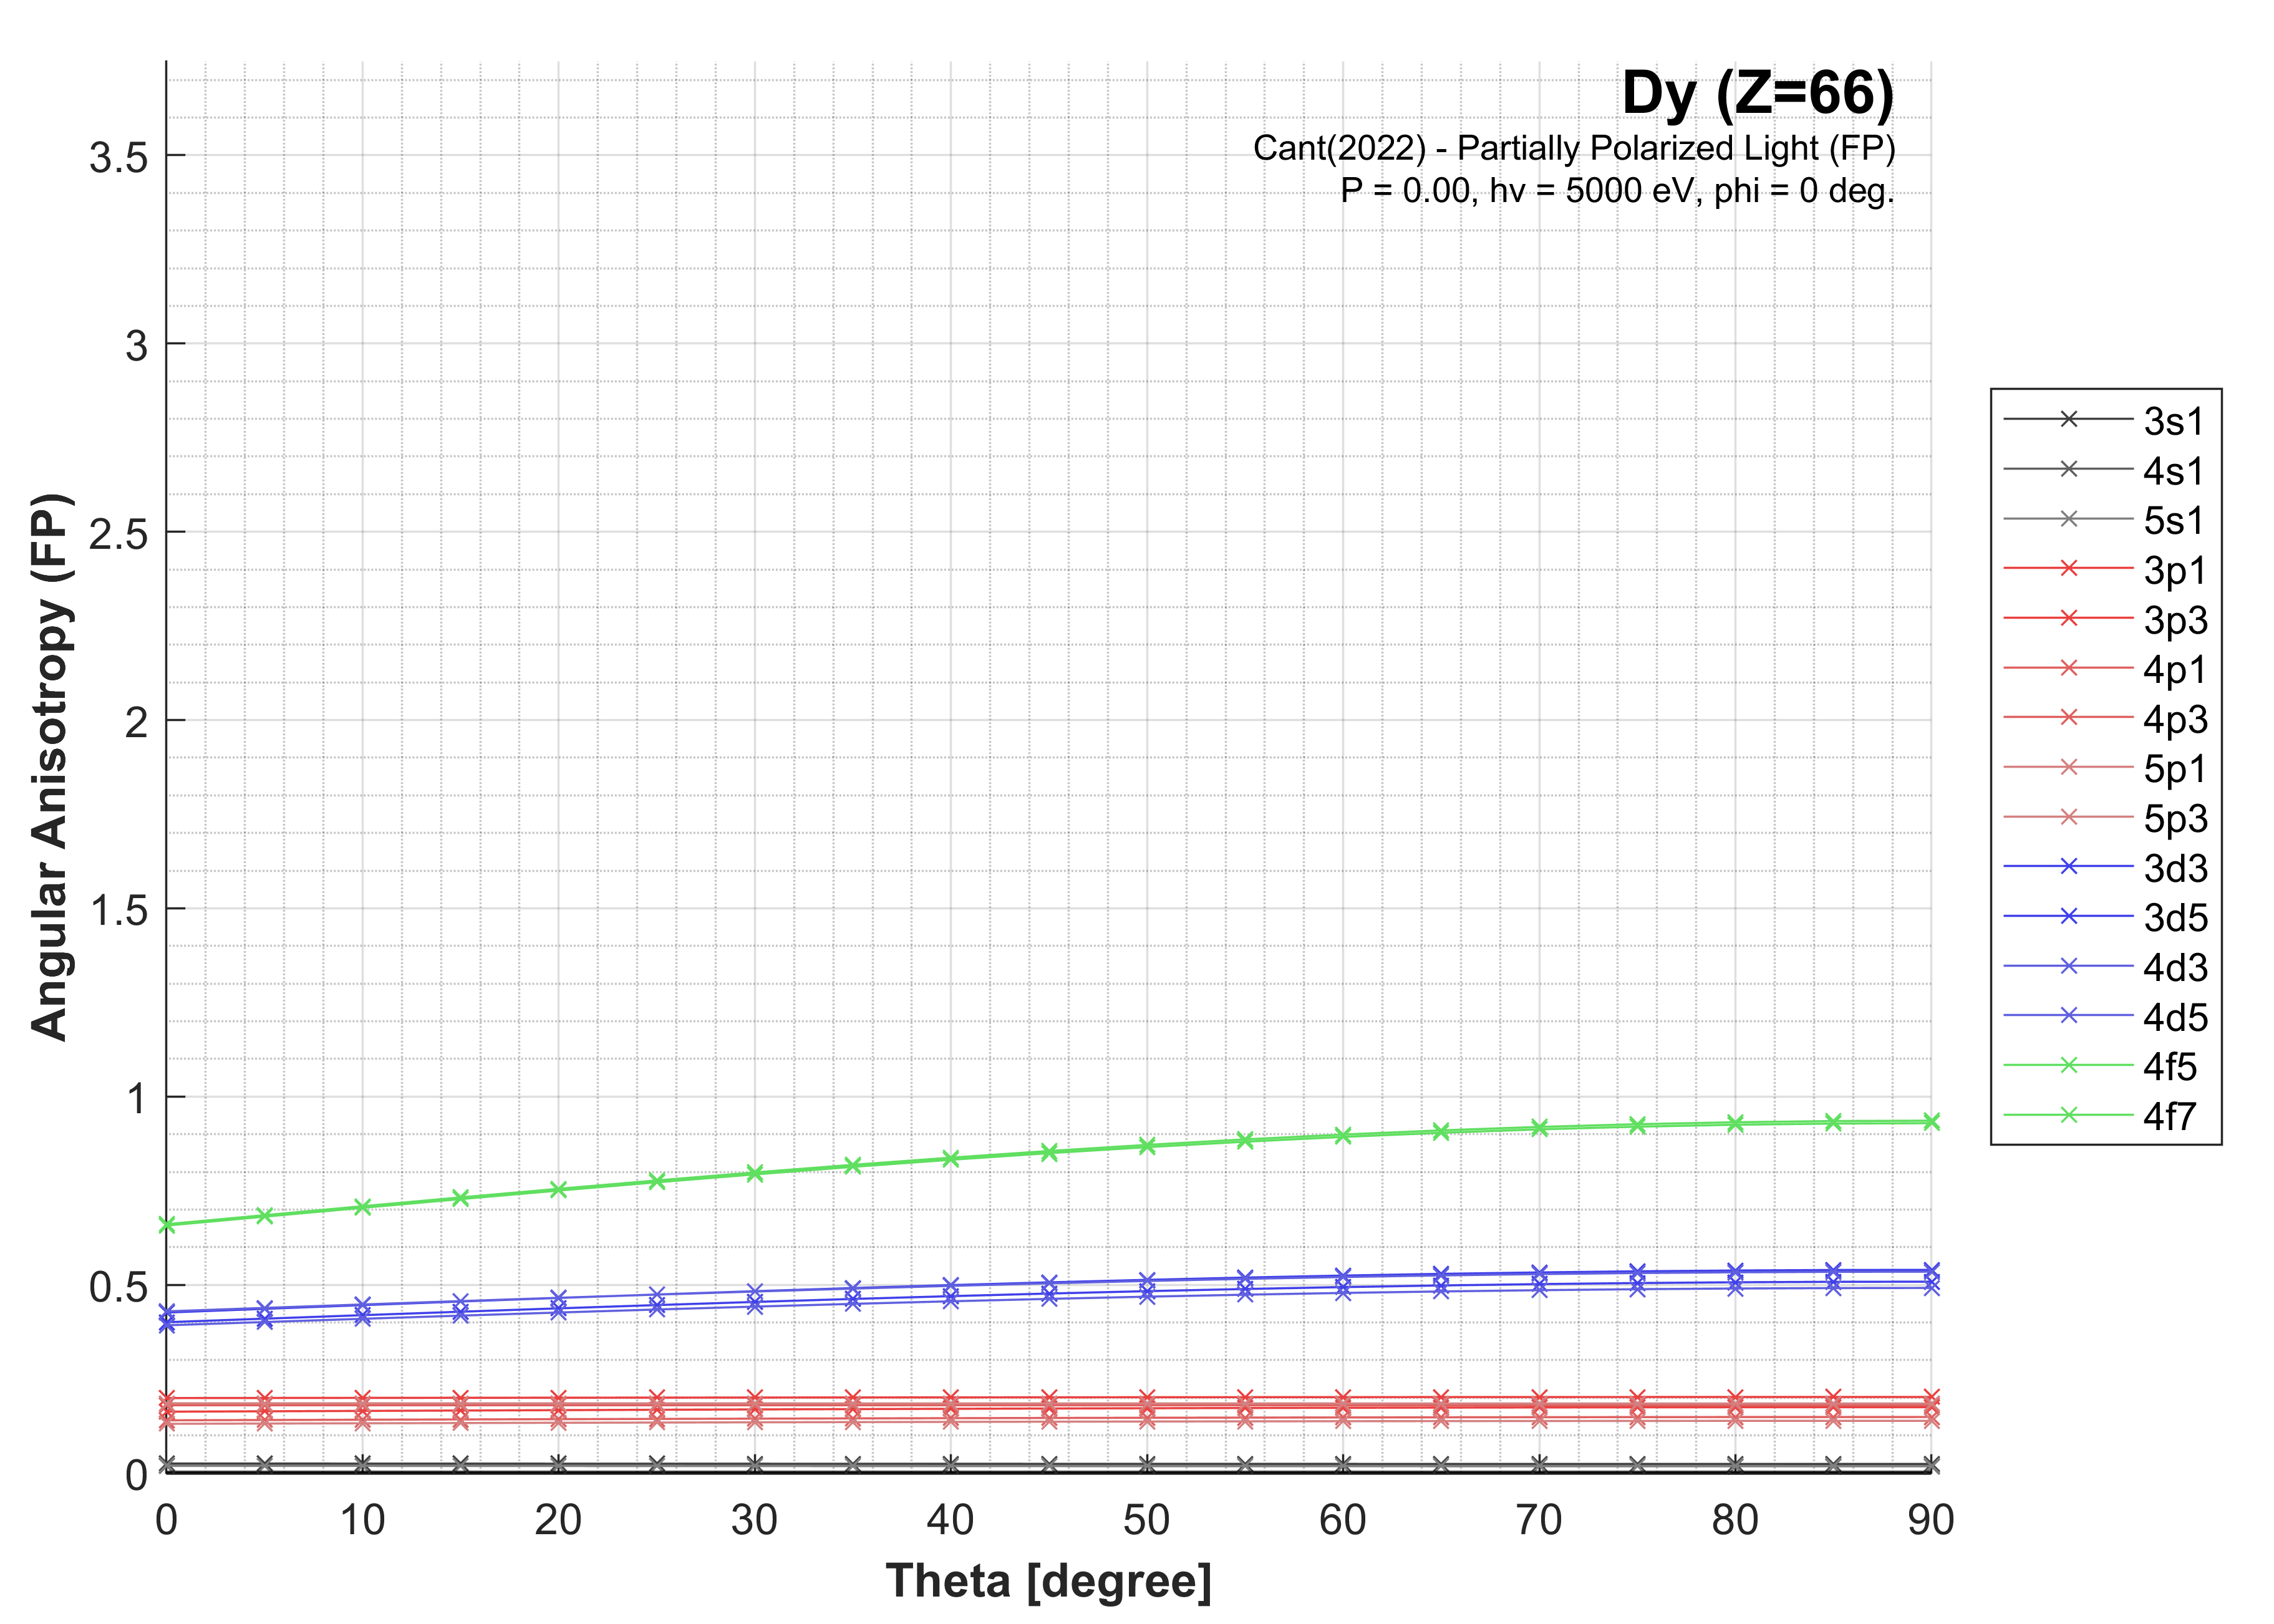 Dy (Z=66)
Cant(2022) - Partially Polarized Light (FP)
P = 0.00, hv = 5000 eV, phi = 0 deg.
Angular Anisotropy (FP)
3.5
3
2.5
2
1.5
1
0.5
0
0 10 20 30 40 50 60 70 80 90
Theta [degree]
3s1
4s1
5s1
3p1
3p3
4p1
4p3
5p1
5p3
3d3
3d5
4d3
4d5
4f5
4f7